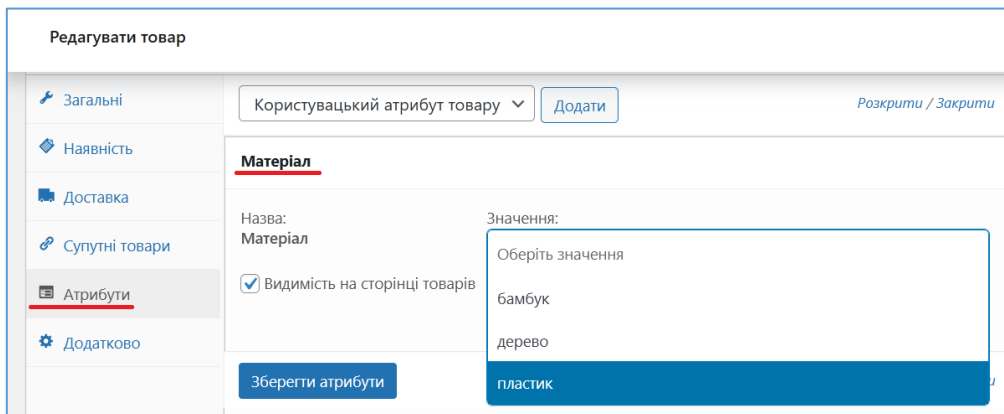 Редагувати товар
Загальні
Наявність
Доставка
Супутні товари
Атрибути
Додатково
Користувацький атрибут товару
Додати
Розкрити / Закрити
Матеріал
Назва:
Матеріал
Видимість на сторінці товарів
Значення:
Оберіть значення
бамбук
дерево
пластик
Зберегти атрибути